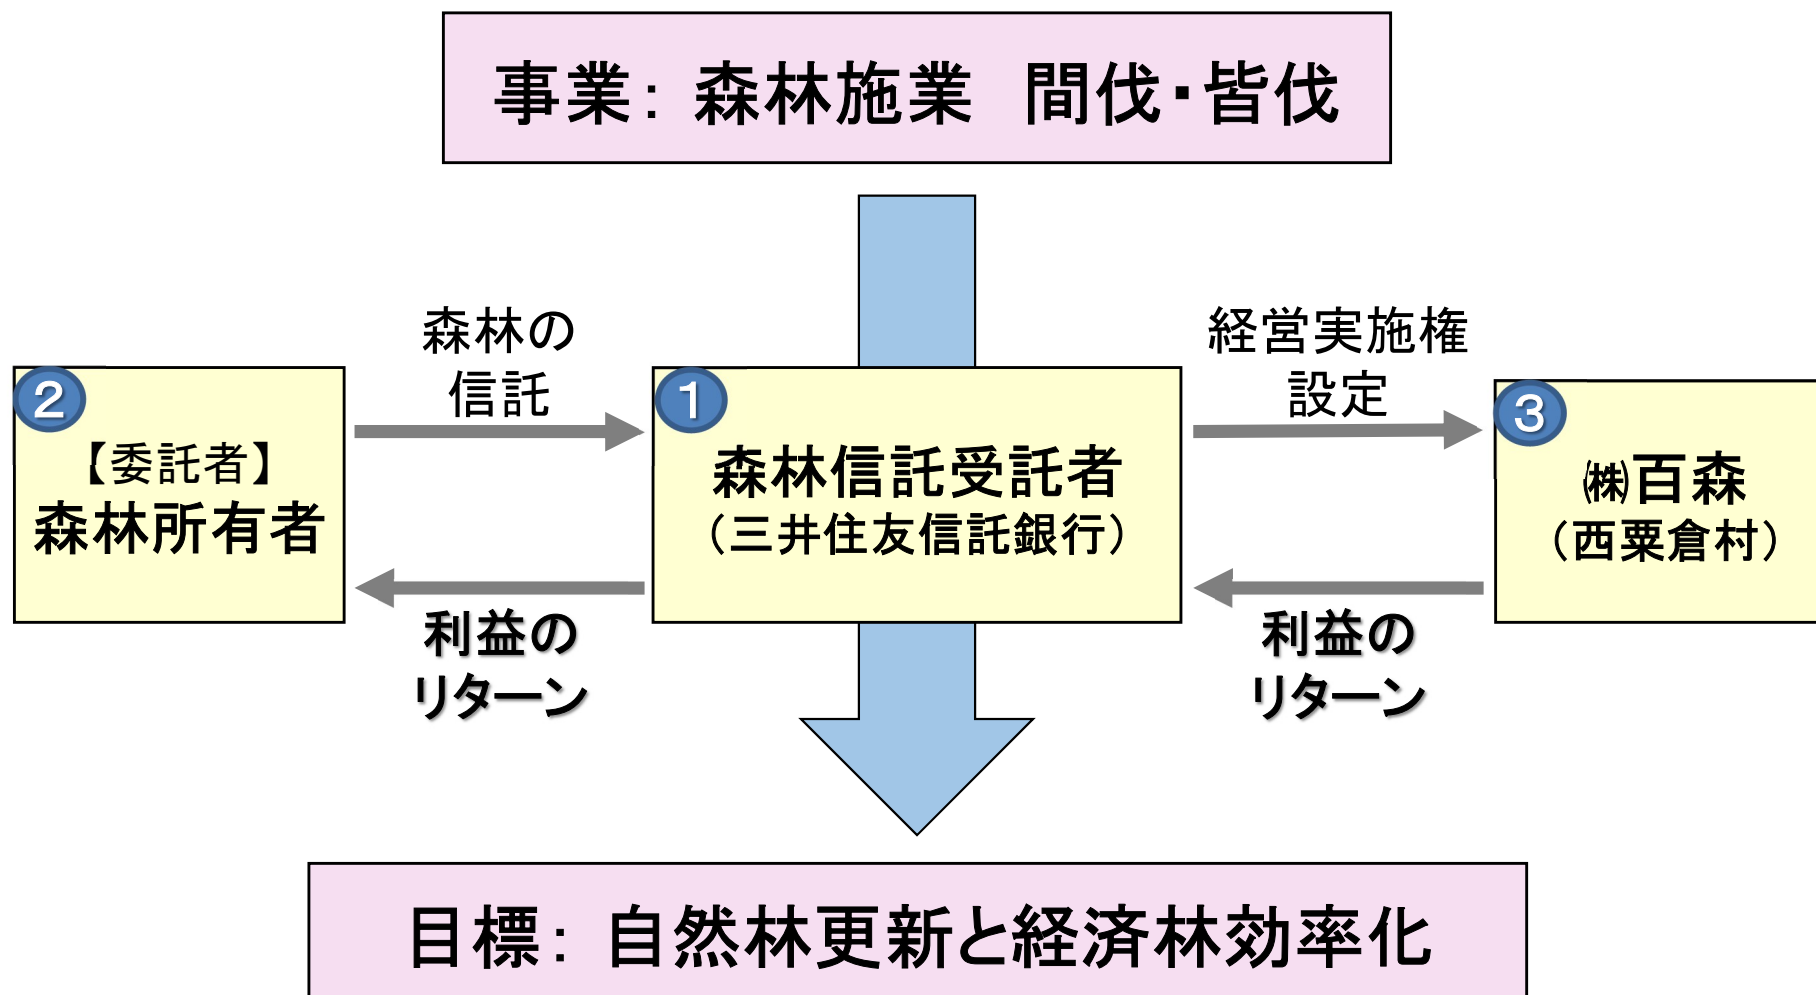 事業：森林施業　間伐・皆伐
森林の
信託
経営実施権
設定
②
【委託者】
森林所有者
①
森林信託受託者
（三井住友信託銀行）
③
㈱百森
（西粟倉村）
利益の
リターン
利益の
リターン
目標：自然林更新と経済林効率化